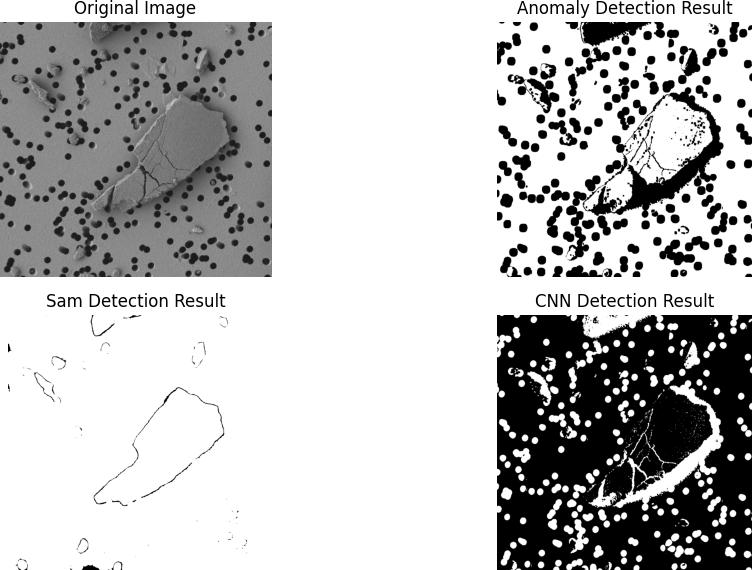 Original Image
Anomaly Detection Result
Sam Detection Result
CNN Detection Result